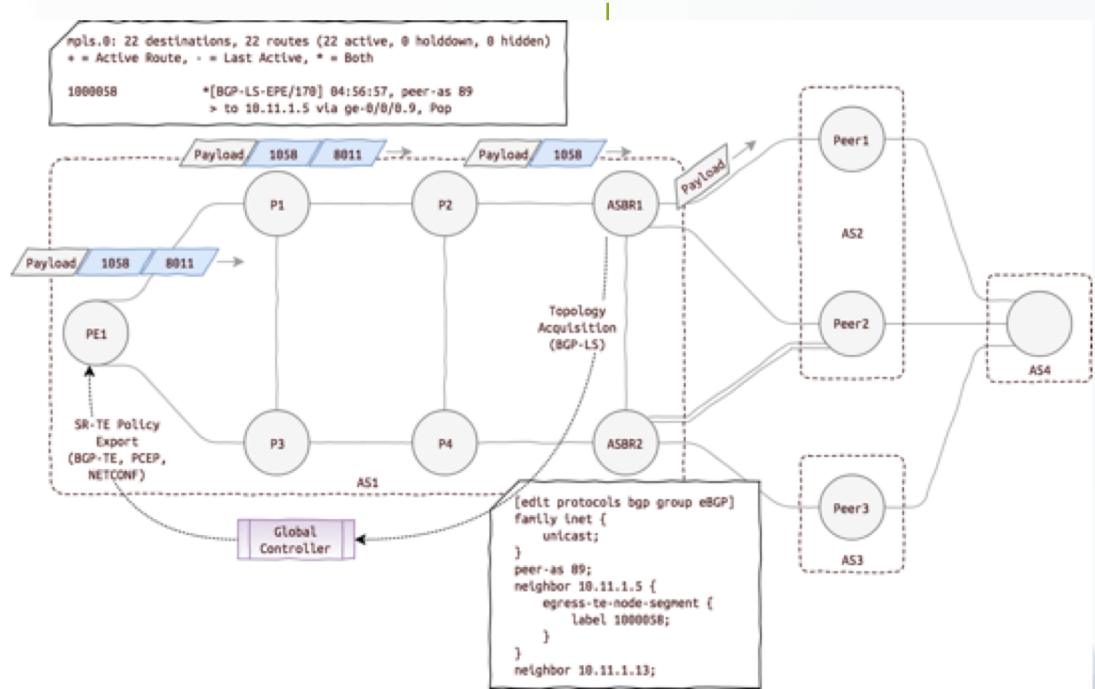 mpls.0: 22 destinations, 22 routes (22 active, 0 holddown, 0 hidden)
+ = Active Route, - = Last Active, * = Both
1000058 *[BGP-LS-EPE/170] 04:56:57, peer-as 89
> to 10.11.1.5 via ge-0/0/0.9, Pop
Payload 1058 8011
Payload 1058
Payload
Peer1
P1
P2
ASBR1
AS2
Payload 1058 8011
Topology
Acquisition
(BGP-LS)
PE1
Peer2
AS4
SR-TE Policy
Export
(BGP-TE, PCEP,
NETCONF)
P3
P4
ASBR2
AS1
Peer3
AS3
Global
Controller
[edit protocols bgp group eBGP]
family inet {
unicast;
}
peer-as 89;
neighbor 10.11.1.5 {
egress-te-node-segment {
label 1000058;
}
}
neighbor 10.11.1.13;